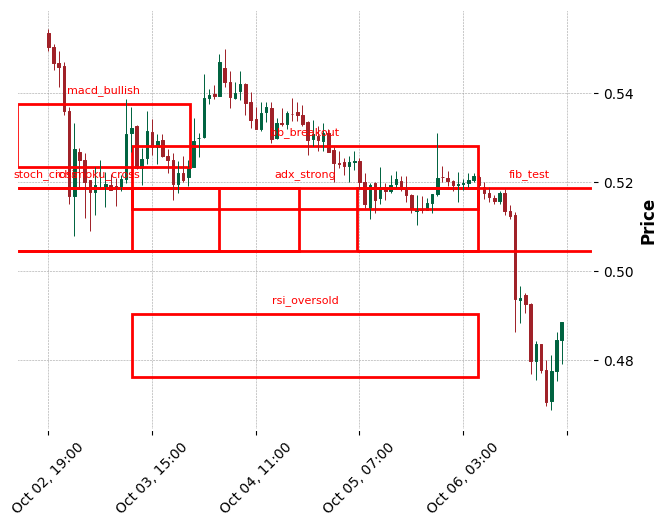 macd_bullish
bb_breakout
stoch_cross
ichimoku_cross
adx_strong
fib_test
rsi_oversold
0.54
0.52
0.50
0.48
Price
Oct 02, 19:00
Oct 03, 15:00
Oct 04, 11:00
Oct 05, 07:00
Oct 06, 03:00